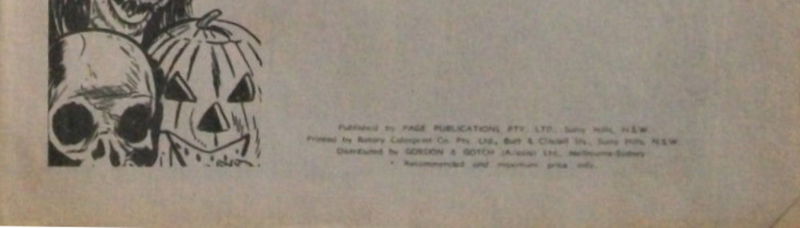 Published by PAGE PUBLICATIONS PTY. LTD., Surry Hills, N.S.W.
Printed by Rotary Colorprint Co. Pty. Ltd., Butt & Clisdell Sts., Surry Hills, N.S.W.
Distributed by GORDON & GOTCH (A'asia) Ltd., Melbourne-Sydney
* Recommended and maximum price only.